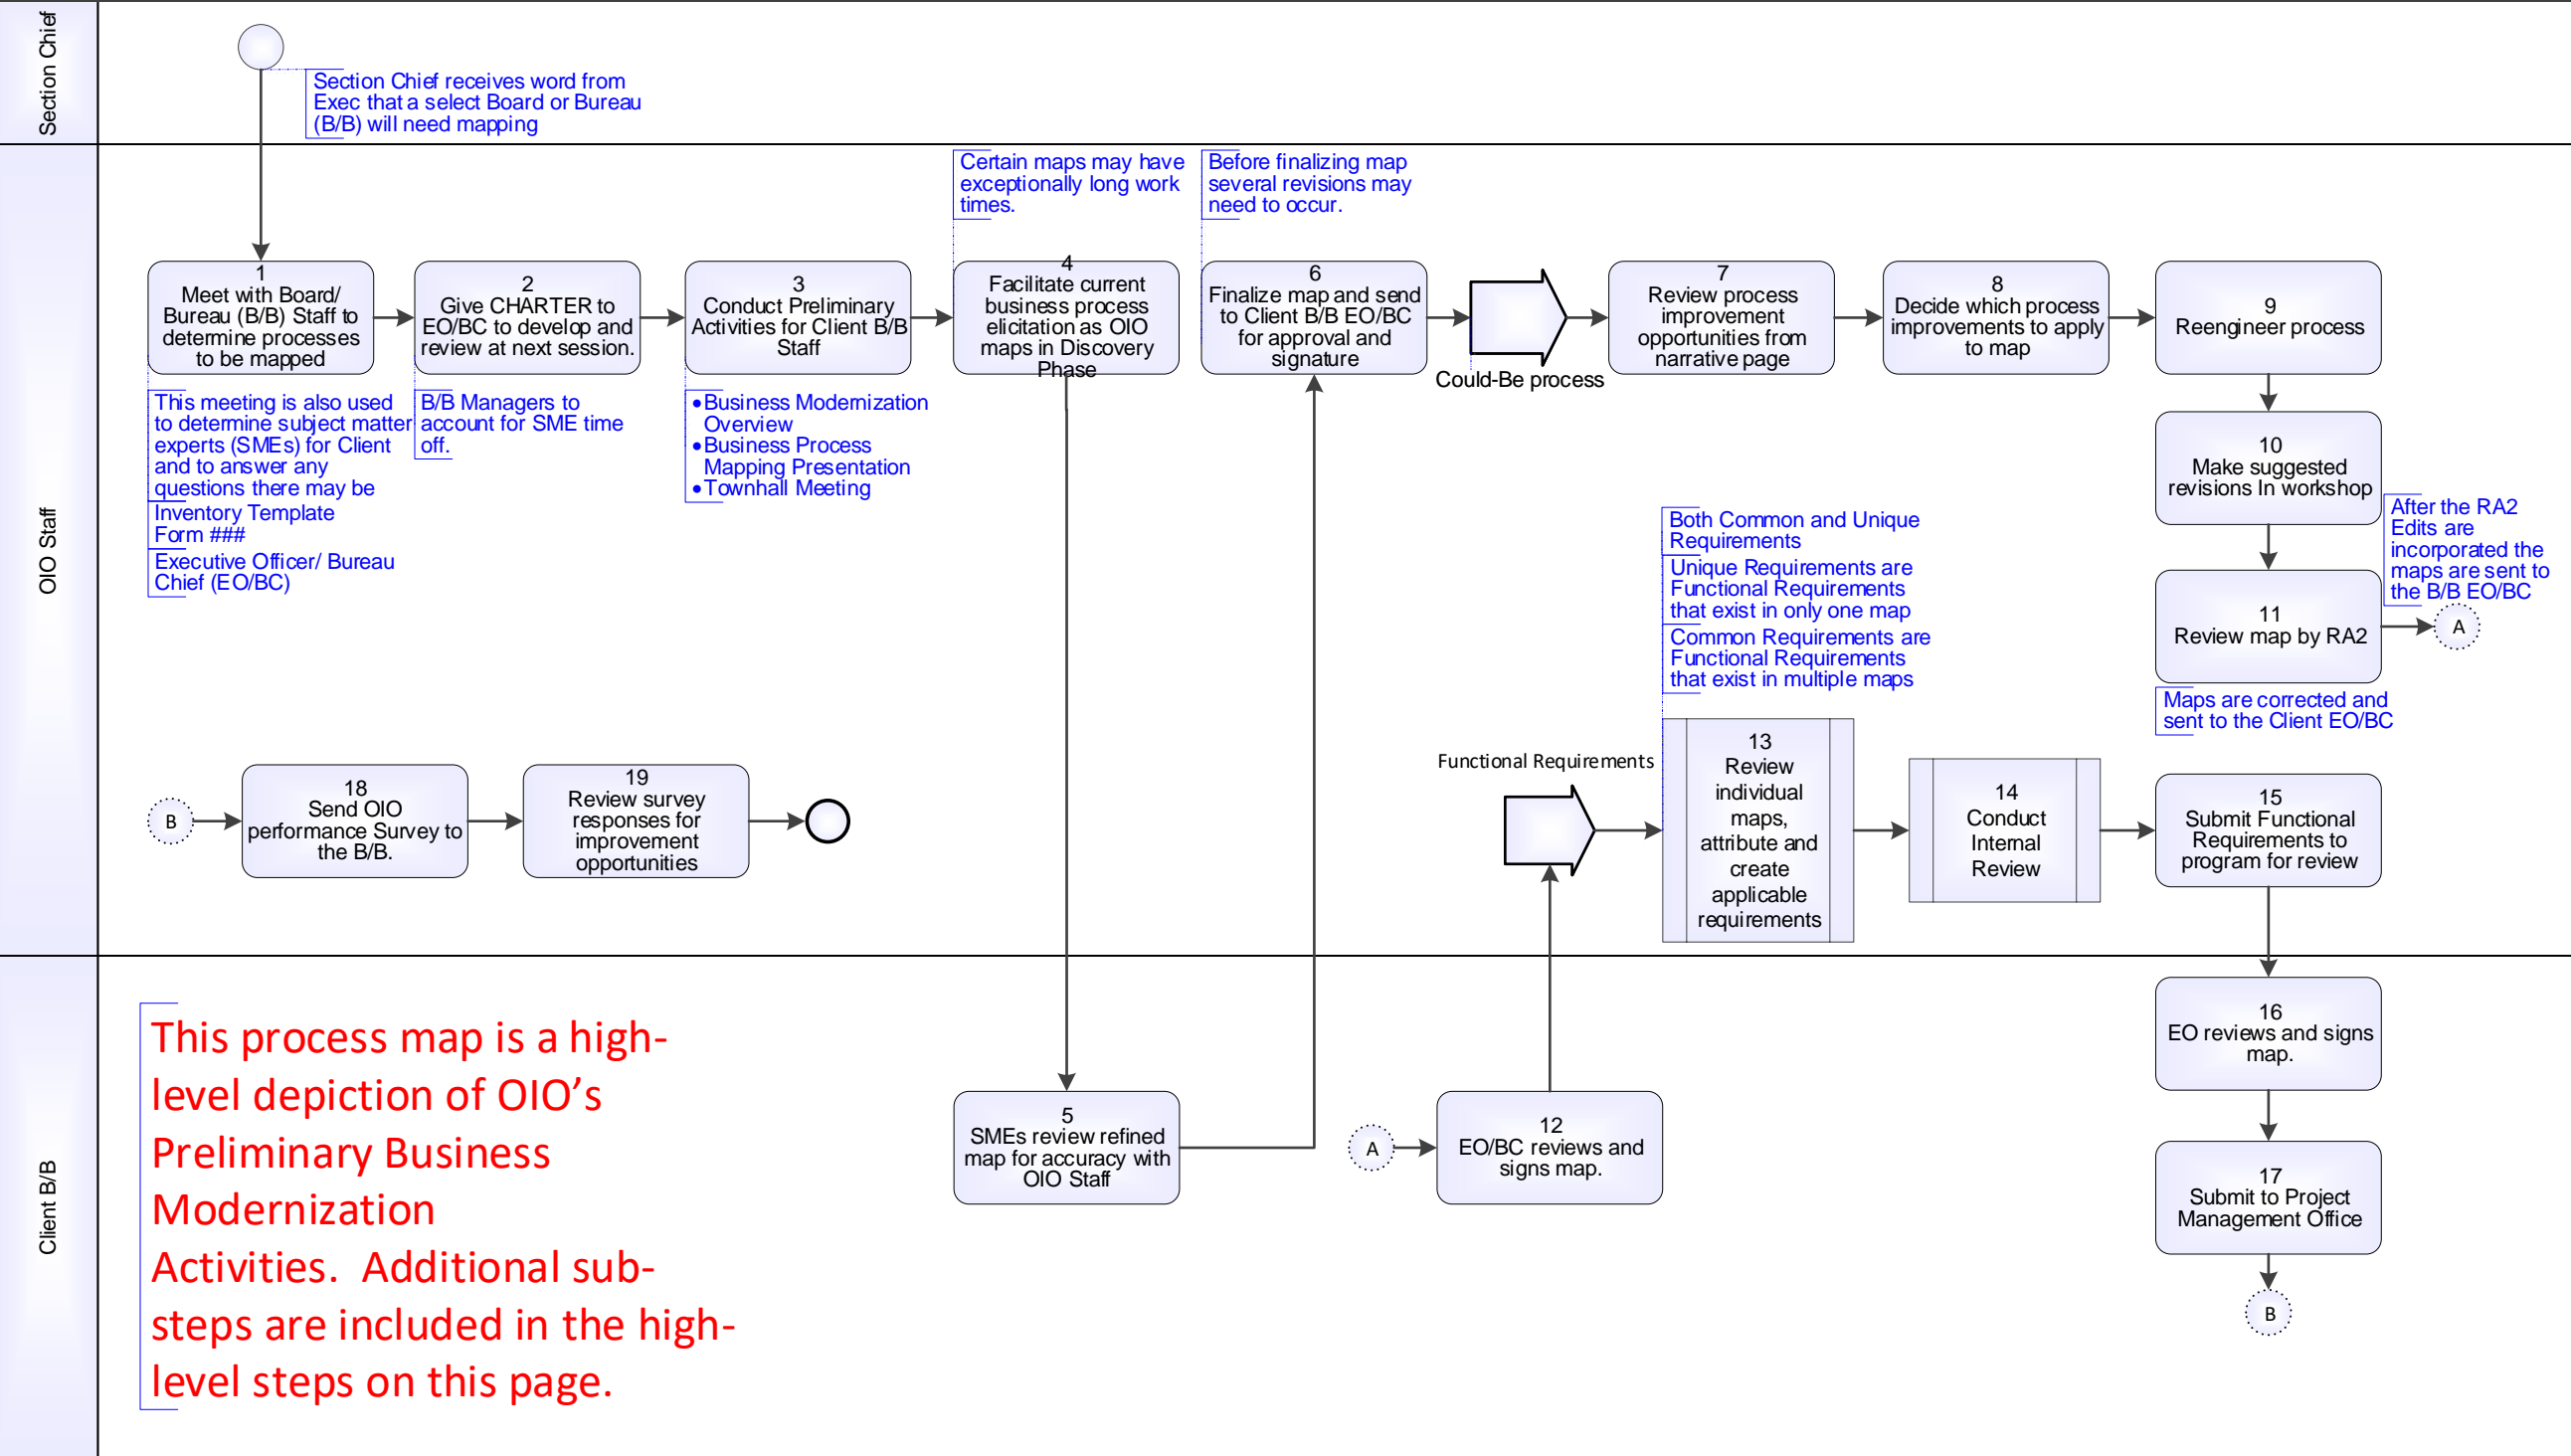 Section Chief
Section Chief receives word from
Exec that a select Board or Bureau
(B/B) will need mapping
OIO Staff
Certain maps may have
exceptionally long work
times.
Before finalizing map
several revisions may
need to occur.
1
Meet with Board/
Bureau (B/B) Staff to
determine processes
to be mapped
2
Give CHARTER to
EO/BC to develop and
review at next session.
3
Conduct Preliminary
Activities for Client B/B
Staff
4
Facilitate current
business process
elicitation as OIO
maps in Discovery
Phase
6
Finalize map and send
to Client B/B EO/BC
for approval and
signature
Could-Be process
7
Review process
improvement
opportunities from
narrative page
8
Decide which process
improvements to apply
to map
9
Reengineer process
This meeting is also used
to determine subject matter
experts (SMEs) for Client
and to answer any
questions there may be
Inventory Template
Form ###
Executive Officer/ Bureau
Chief (EO/BC)
B/B Managers to
account for SME time
off.
•Business Modernization
Overview
•Business Process
Mapping Presentation
•Townhall Meeting
10
Make suggested
revisions In workshop
After the RA2
Edits are
incorporated the
maps are sent to
the B/B EO/BC
11
Review map by RA2
A
Maps are corrected and
sent to the Client EO/BC
Both Common and Unique
Requirements
Unique Requirements are
Functional Requirements
that exist in only one map
Common Requirements are
Functional Requirements
that exist in multiple maps
B
18
Send OIO
performance Survey to
the B/B.
19
Review survey
responses for
improvement
opportunities
Functional Requirements
13
Review
individual
maps,
attribute and
create
applicable
requirements
14
Conduct
Internal
Review
15
Submit Functional
Requirements to
program for review
Client B/B
This process map is a high-
level depiction of OIO’s
Preliminary Business
Modernization
Activities.  Additional sub-
steps are included in the high-
level steps on this page.
5
SMEs review refined
map for accuracy with
OIO Staff
A
12
EO/BC reviews and
signs map.
16
EO reviews and signs
map.
17
Submit to Project
Management Office
B